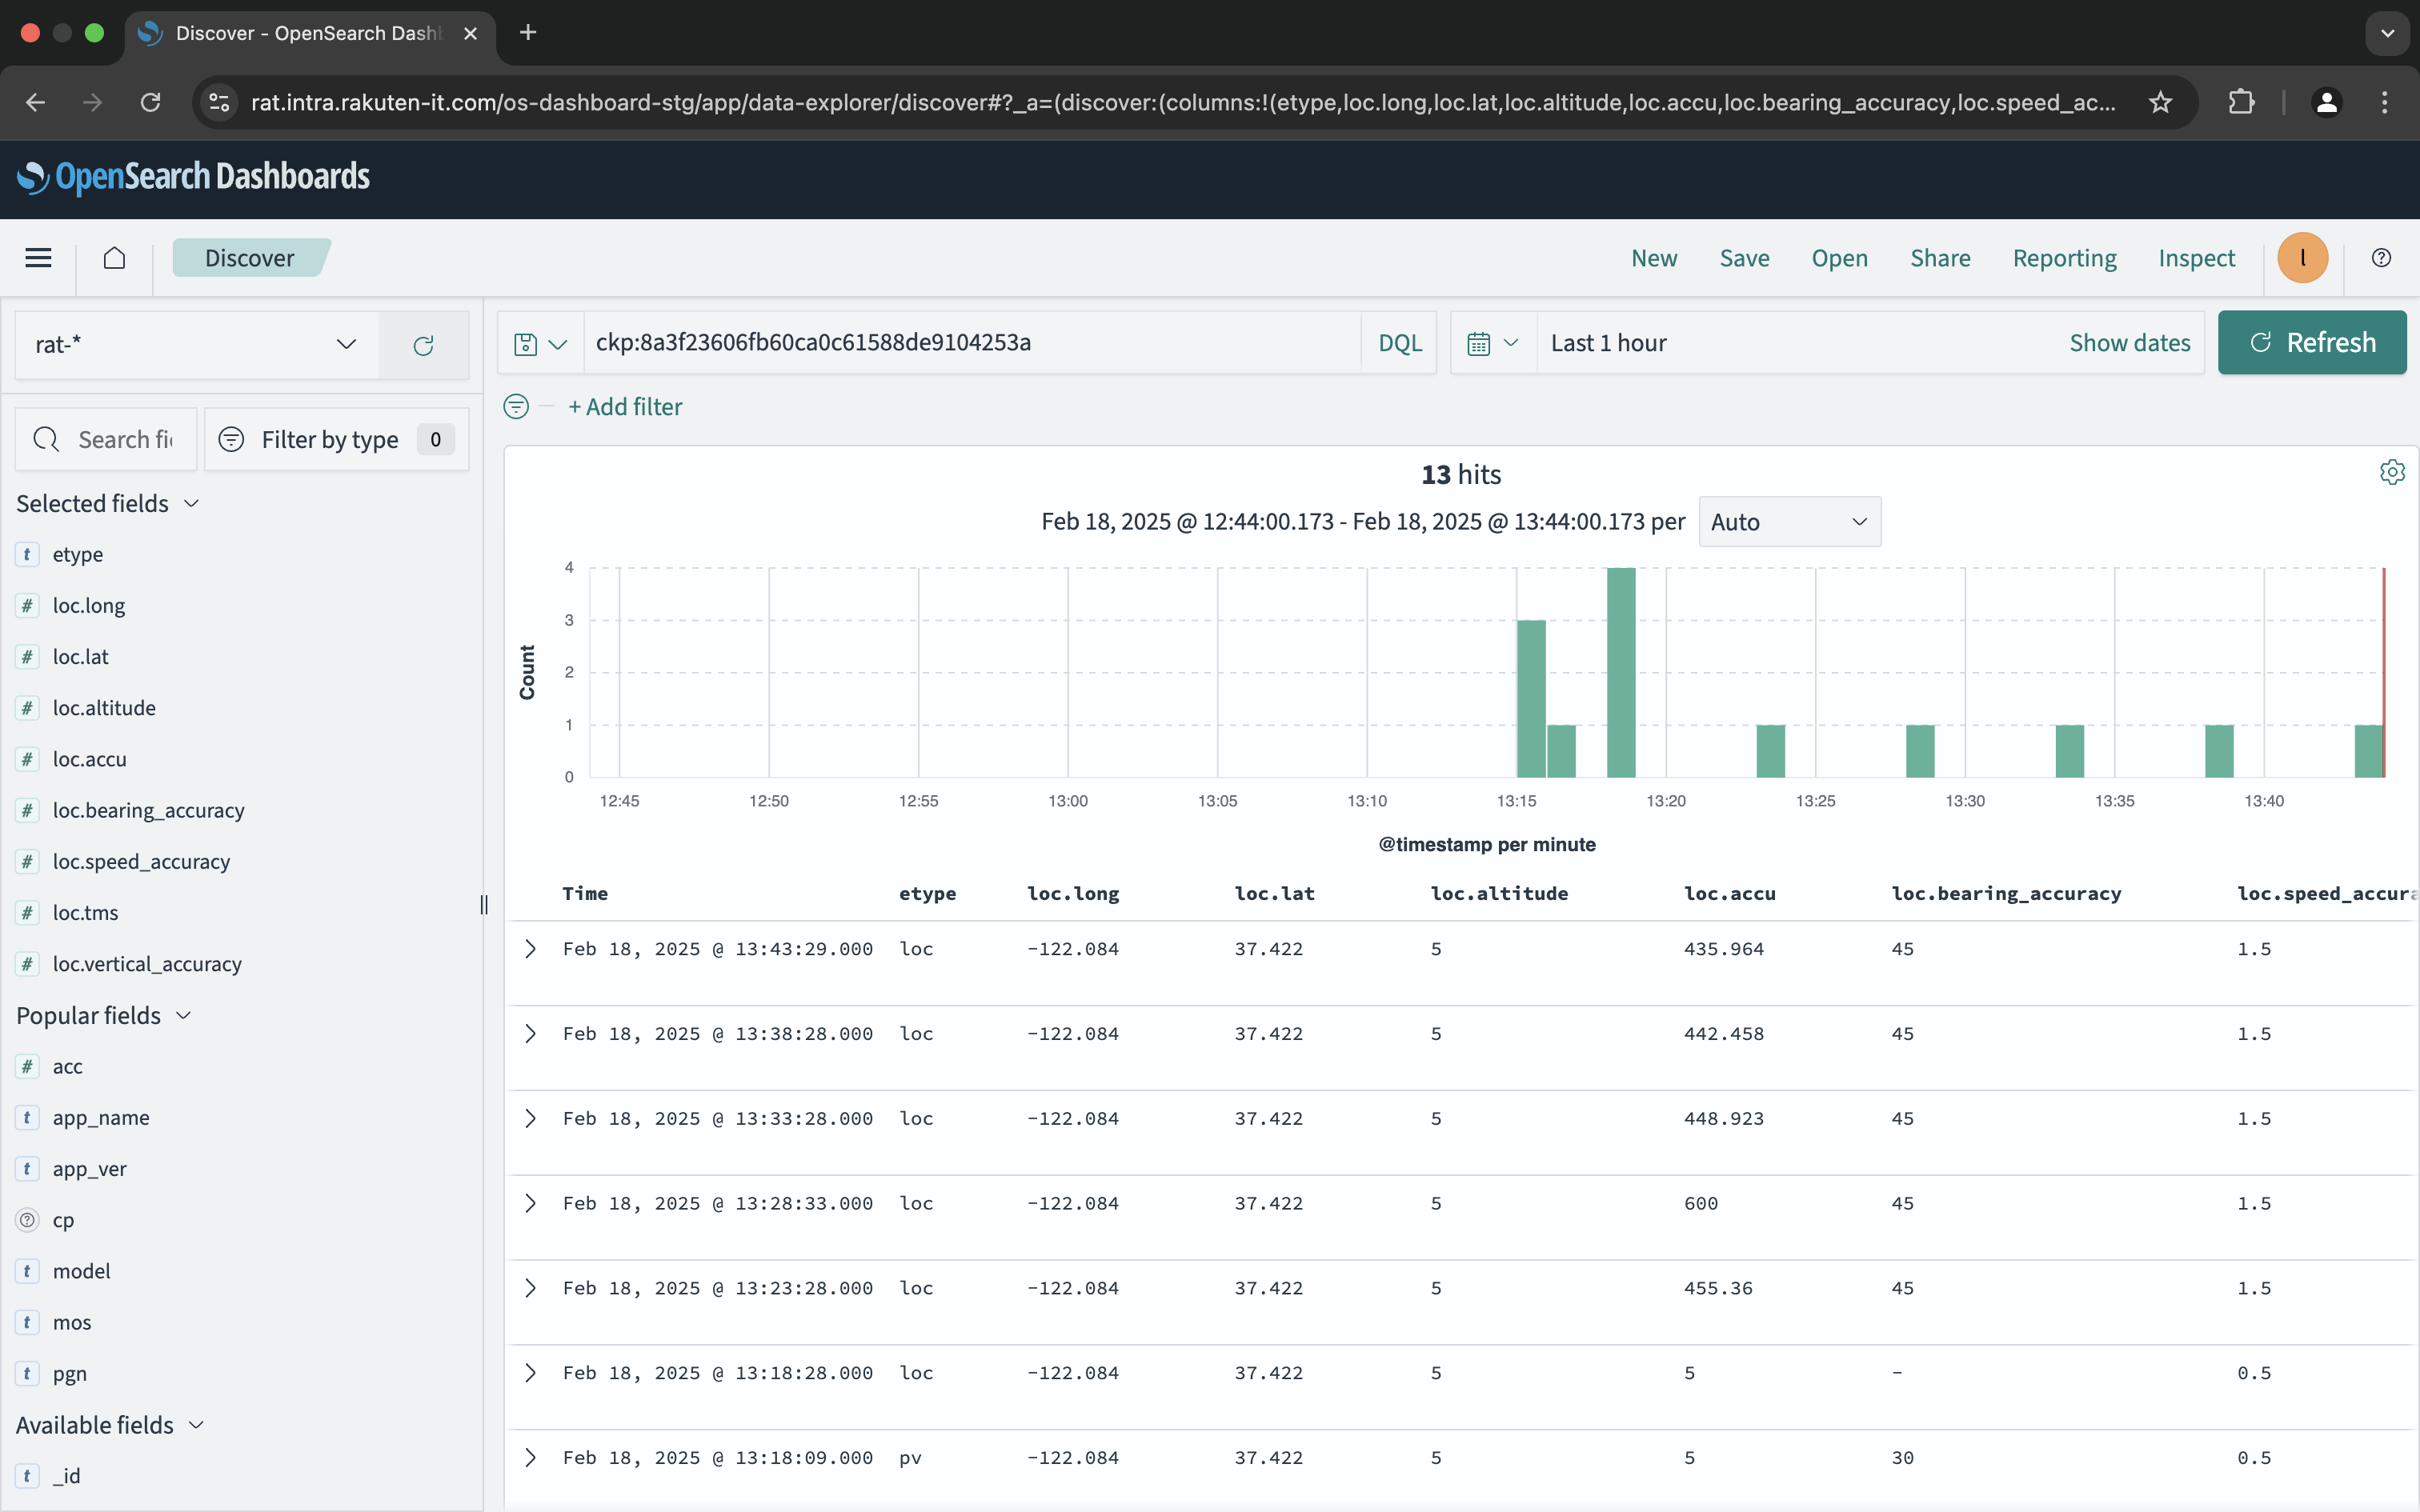 Discover - OpenSearch Dash
rat.intra.rakuten-it.com/os-dashboard-stg/app/data-explorer/discover#?_a=(discover:(columns:!(etype,loc.long,loc.lat,loc.altitude,loc.accu,loc.bearing_accuracy,loc.speed_ac...
OpenSearch Dashboards
Discover
New Save Open Share Reporting Inspect l
rat-*
ckp:8a3f23606fb60ca0c61588de9104253a DQL Last 1 hour Show dates Refresh
+ Add filter
Search fi Filter by type 0
Selected fields
t etype
# loc.long
# loc.lat
# loc.altitude
# loc.accu
# loc.bearing_accuracy
# loc.speed_accuracy
# loc.tms
# loc.vertical_accuracy
Popular fields
# acc
t app_name
t app_ver
cp
t model
t mos
t pgn
Available fields
t _id
13 hits
Feb 18, 2025 @ 12:44:00.173 - Feb 18, 2025 @ 13:44:00.173 per Auto
Count
4
3
2
1
0
12:45 12:50 12:55 13:00 13:05 13:10 13:15 13:20 13:25 13:30 13:35 13:40
@timestamp per minute
Time etype loc.long loc.lat loc.altitude loc.accu loc.bearing_accuracy loc.speed_accura
Feb 18, 2025 @ 13:43:29.000 loc -122.084 37.422 5 435.964 45 1.5
Feb 18, 2025 @ 13:38:28.000 loc -122.084 37.422 5 442.458 45 1.5
Feb 18, 2025 @ 13:33:28.000 loc -122.084 37.422 5 448.923 45 1.5
Feb 18, 2025 @ 13:28:33.000 loc -122.084 37.422 5 600 45 1.5
Feb 18, 2025 @ 13:23:28.000 loc -122.084 37.422 5 455.36 45 1.5
Feb 18, 2025 @ 13:18:28.000 loc -122.084 37.422 5 5 - 0.5
Feb 18, 2025 @ 13:18:09.000 pv -122.084 37.422 5 5 30 0.5